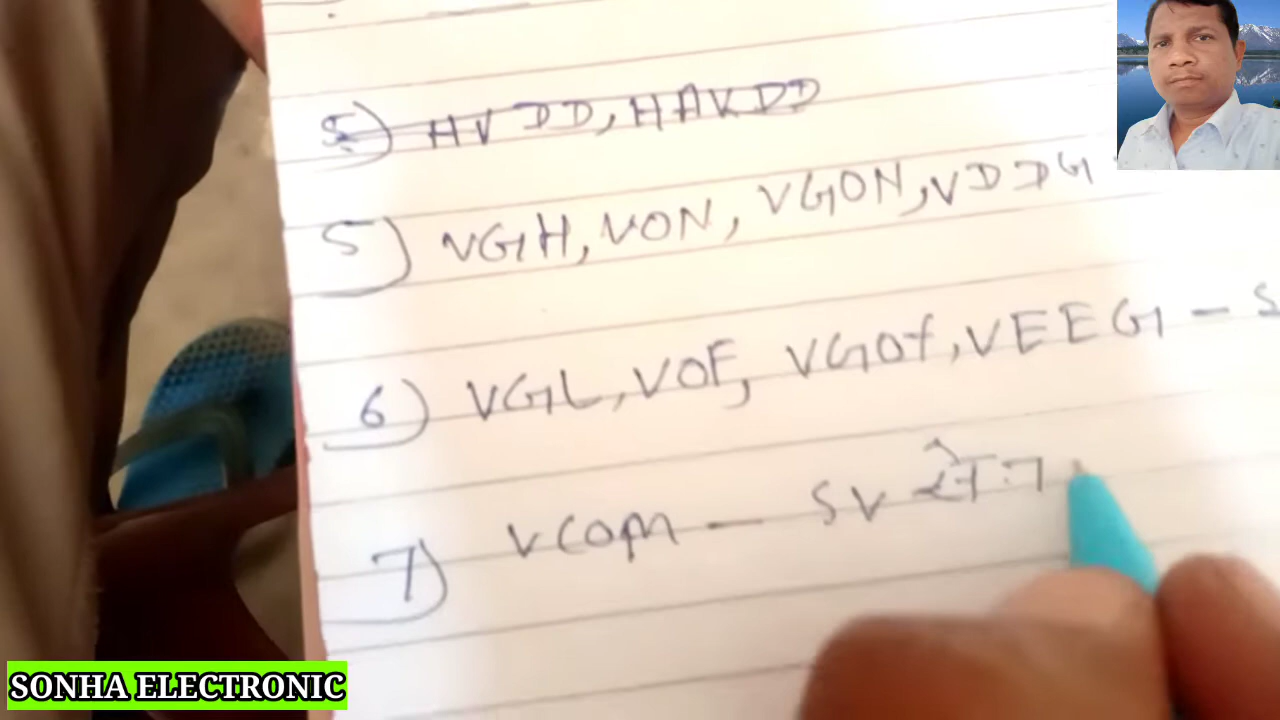 5) HVDD, HAVDD
5) VGH, VON, VGON, VDDG
6) VGL, VOF, VGOf, VEEG - S
7) VCOM - 5V से
SONHA ELECTRONIC